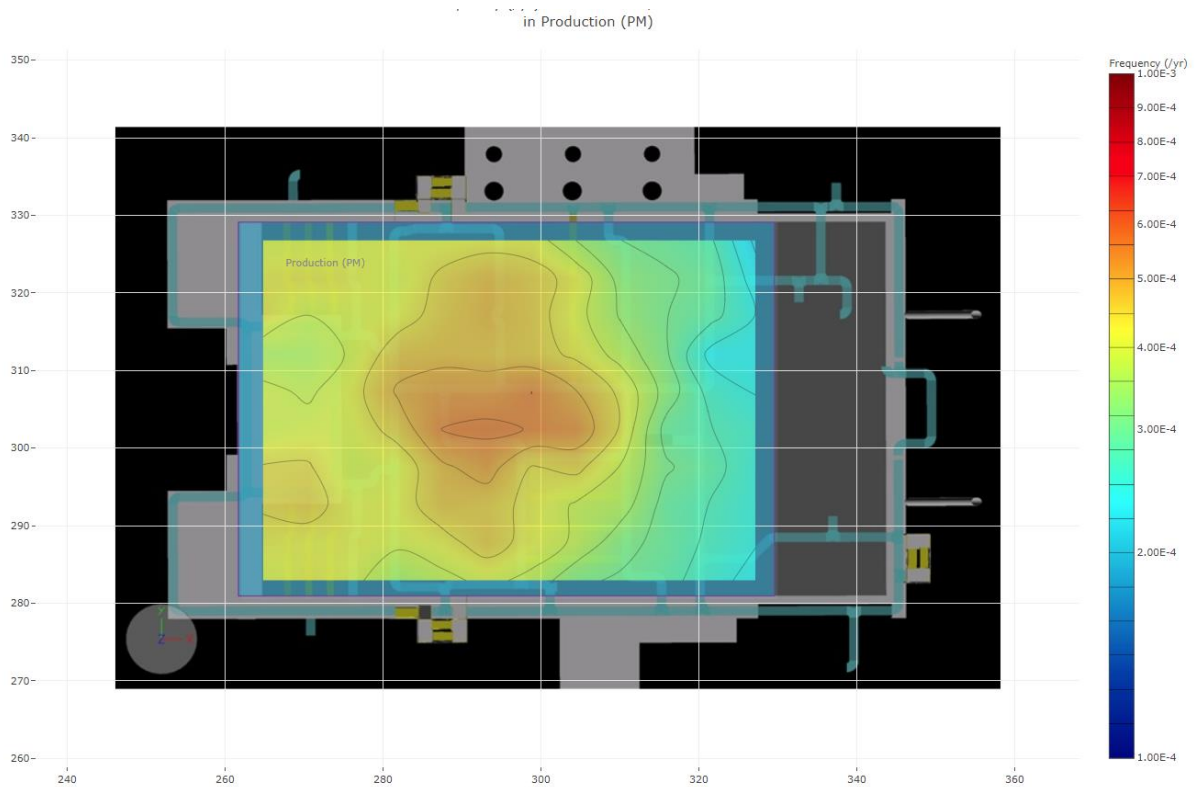 in Production (PM)
Frequency (/yr)
1.00E-3
9.00E-4
8.00E-4
7.00E-4
6.00E-4
5.00E-4
4.00E-4
3.00E-4
2.00E-4
1.00E-4
350
340
330
320
310
300
290
280
270
260
Production (PM)
Y
Z
X
240
260
280
300
320
340
360